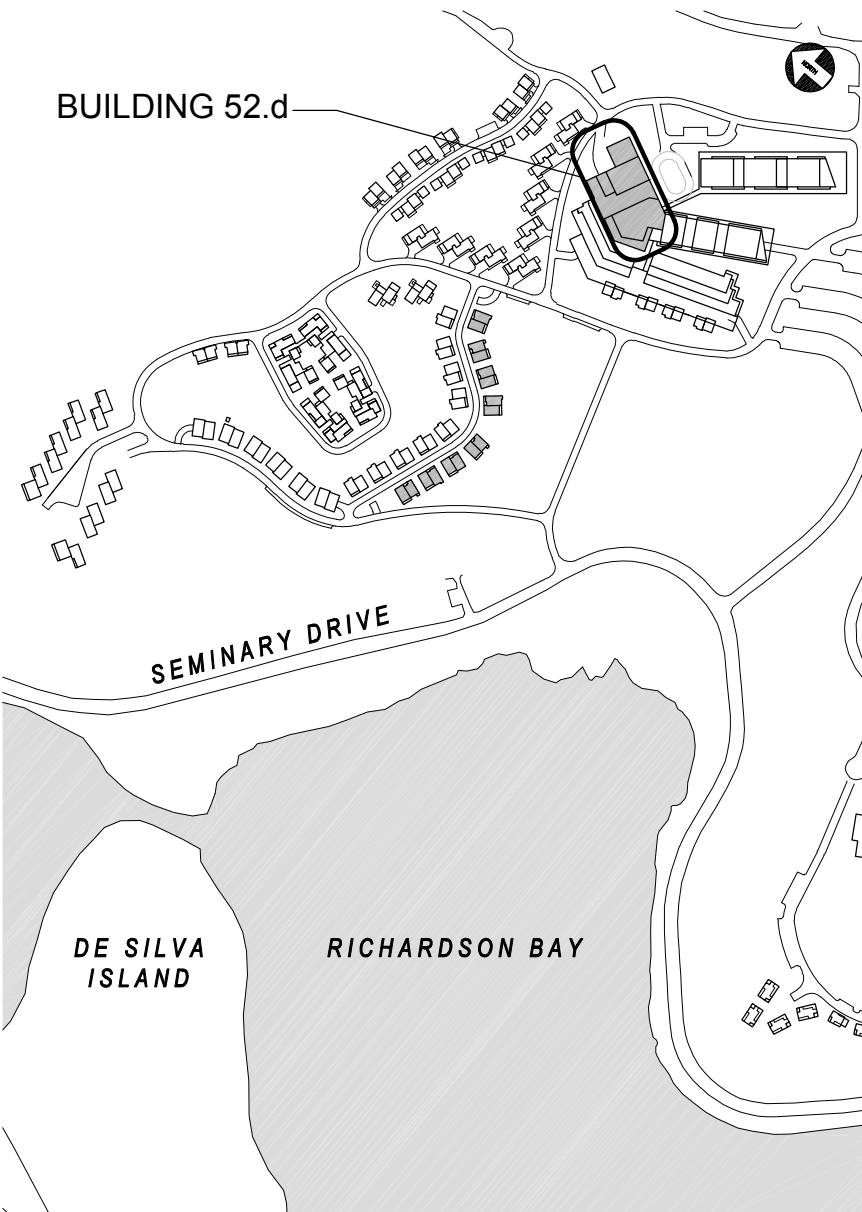 NORTH
BUILDING 52.d
SEMINARY DRIVE
DE SILVA
ISLAND
RICHARDSON BAY